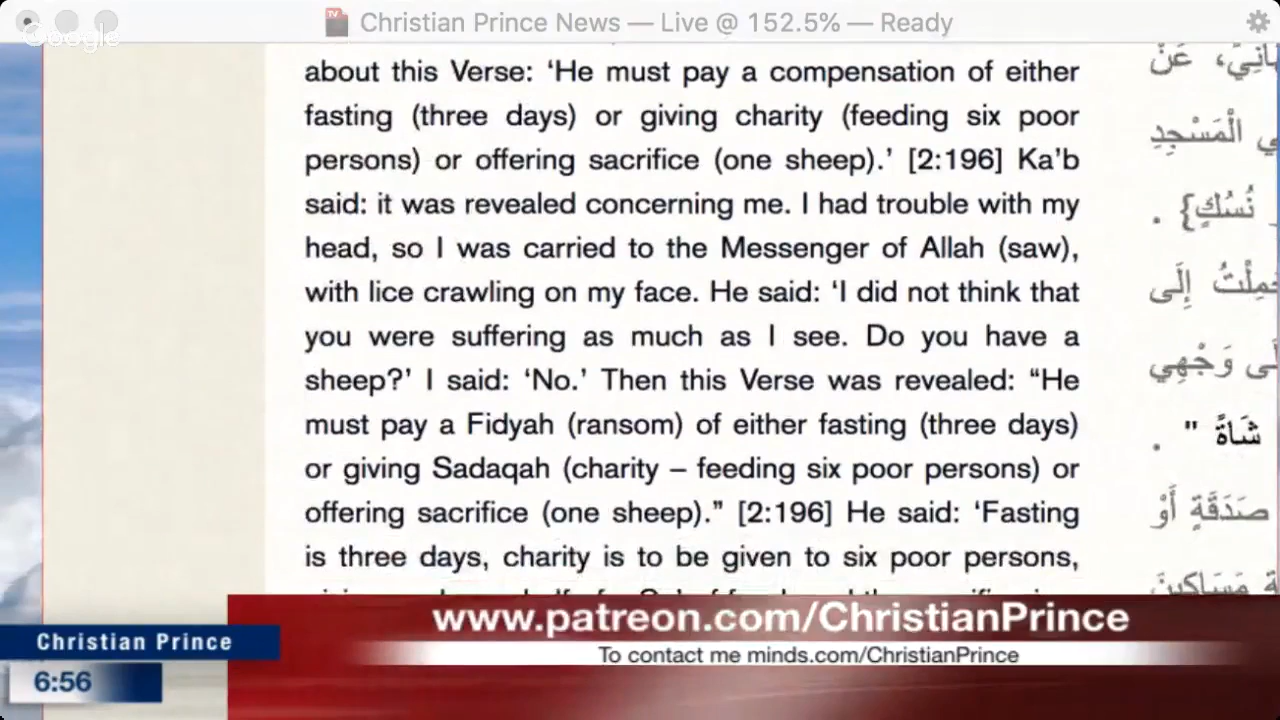 Christian Prince News — Live @ 152.5% — Ready
Google
about this Verse: ‘He must pay a compensation of either
fasting (three days) or giving charity (feeding six poor
persons) or offering sacrifice (one sheep).’ [2:196] Ka’b
said: it was revealed concerning me. I had trouble with my
head, so I was carried to the Messenger of Allah (saw),
with lice crawling on my face. He said: ‘I did not think that
you were suffering as much as I see. Do you have a
sheep?’ I said: ‘No.’ Then this Verse was revealed: “He
must pay a Fidyah (ransom) of either fasting (three days)
or giving Sadaqah (charity – feeding six poor persons) or
offering sacrifice (one sheep).” [2:196] He said: ‘Fasting
is three days, charity is to be given to six poor persons,
عَنْ
الْمَسْجِدِ
نُسُكٍ} .
إِلَى
وَجْهِي
شَاةً " .
صَدَقَةٍ أَوْ
مَسَاكِينَ
www.patreon.com/ChristianPrince
To contact me minds.com/ChristianPrince
Christian Prince
6:56